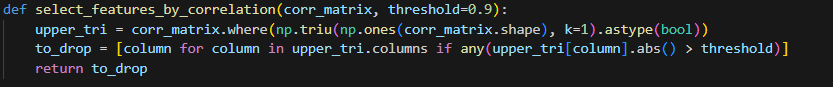 def select_features_by_correlation(corr_matrix, threshold=0.9):
    upper_tri = corr_matrix.where(np.triu(np.ones(corr_matrix.shape), k=1).astype(bool))
    to_drop = [column for column in upper_tri.columns if any(upper_tri[column].abs() > threshold)]
    return to_drop